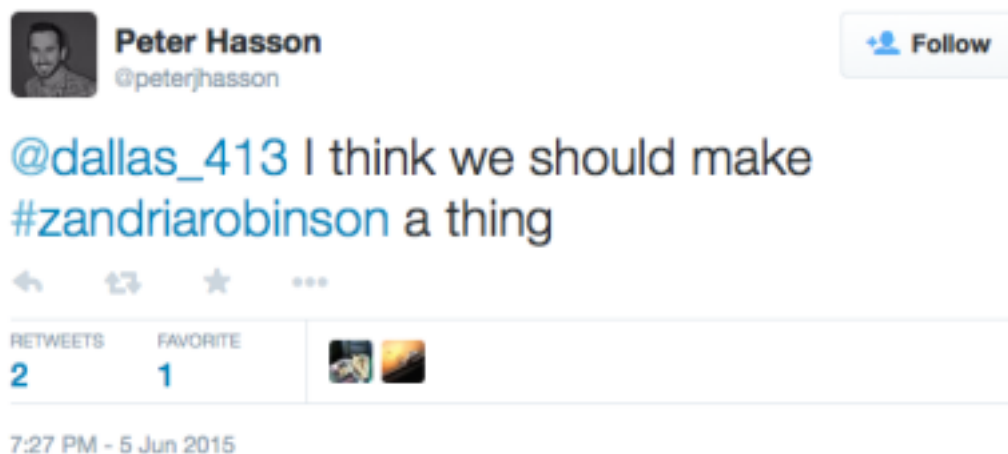 Peter Hasson
@peterjhasson
Follow
@dallas_413 I think we should make
#zandriarobinson a thing
RETWEETS FAVORITE
2 1
7:27 PM - 5 Jun 2015